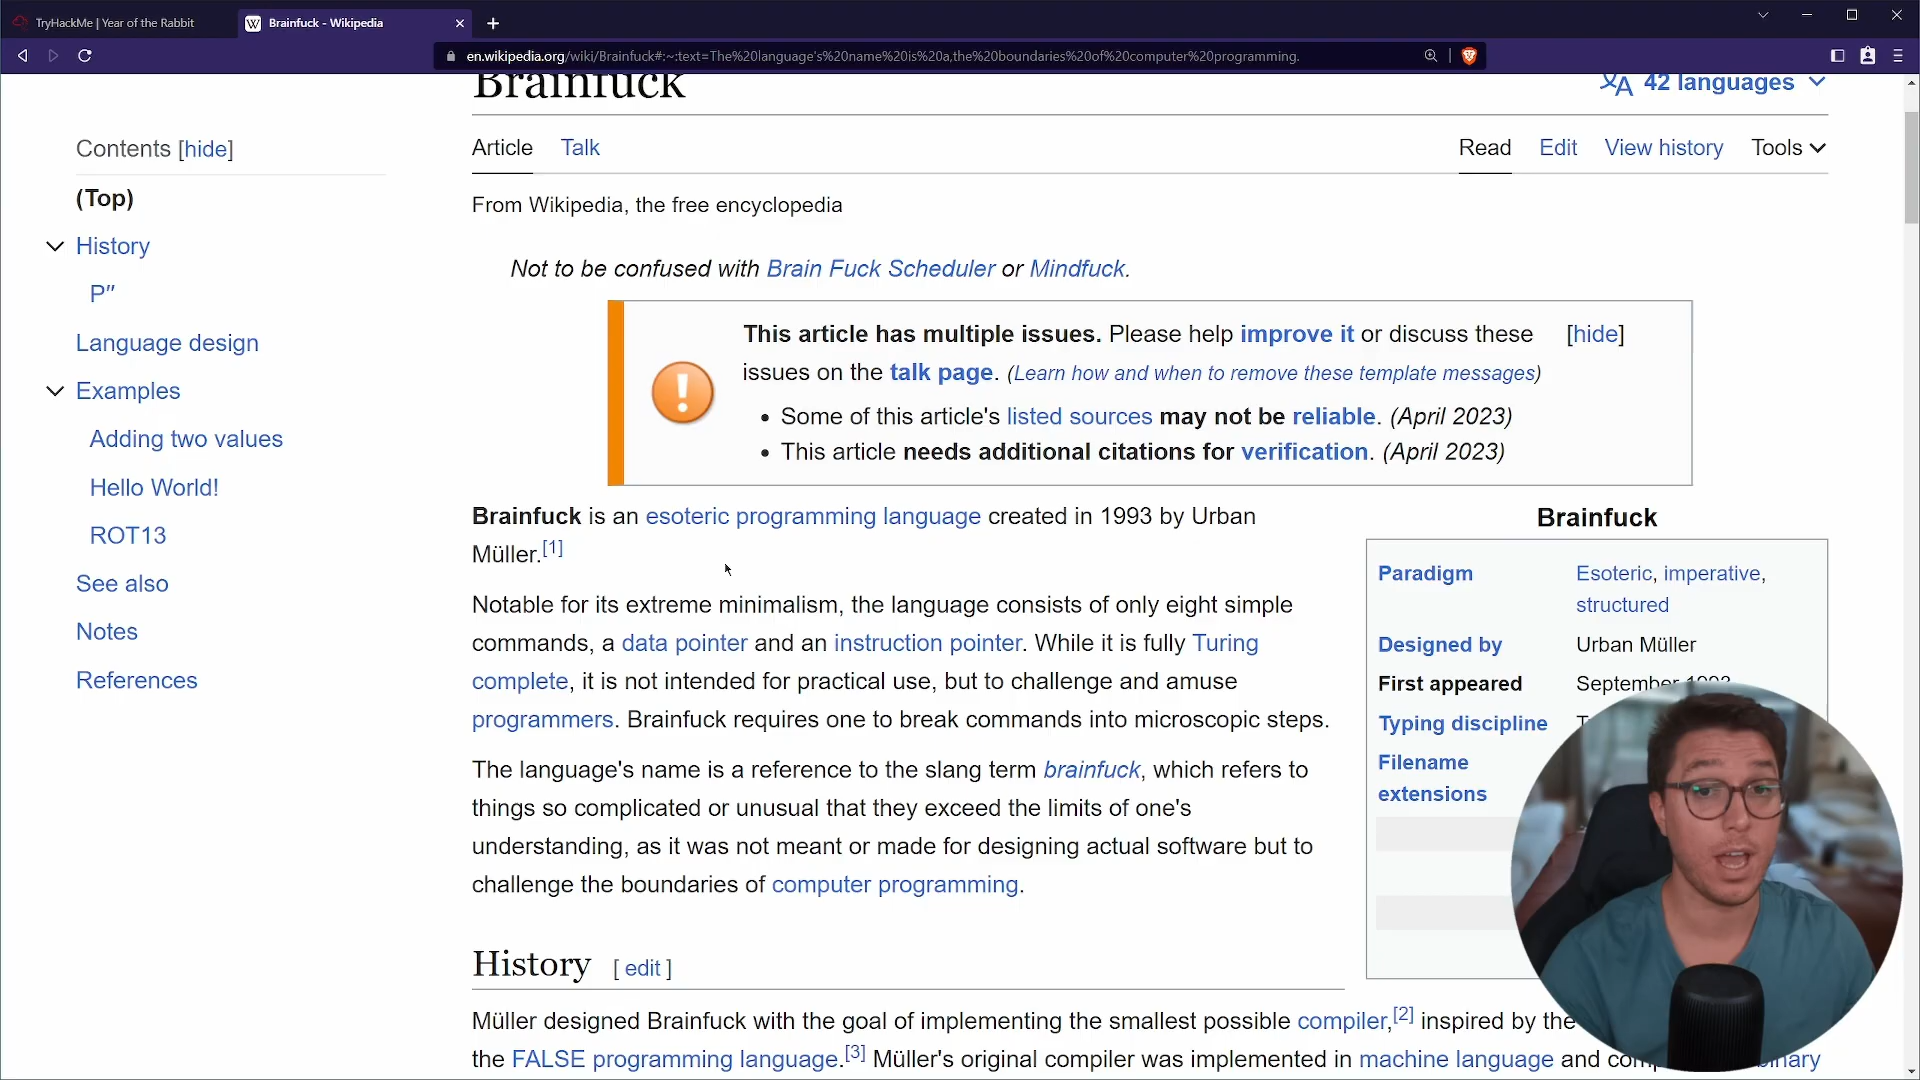 TryHackMe | Year of the Rabbit
Brainfuck - Wikipedia
en.wikipedia.org/wiki/Brainfuck#:~:text=The%20language's%20name%20is%20a,the%20boundaries%20of%20computer%20programming.
Brainfuck
42 languages
Contents [hide]
(Top)
History
P′′
Language design
Examples
Adding two values
Hello World!
ROT13
See also
Notes
References
Article Talk
Read Edit View history Tools
From Wikipedia, the free encyclopedia
Not to be confused with Brain Fuck Scheduler or Mindfuck.
This article has multiple issues. Please help improve it or discuss these [hide]
issues on the talk page. (Learn how and when to remove these template messages)
• Some of this article's listed sources may not be reliable. (April 2023)
• This article needs additional citations for verification. (April 2023)
Brainfuck is an esoteric programming language created in 1993 by Urban
Müller.[1]
Notable for its extreme minimalism, the language consists of only eight simple
commands, a data pointer and an instruction pointer. While it is fully Turing
complete, it is not intended for practical use, but to challenge and amuse
programmers. Brainfuck requires one to break commands into microscopic steps.
The language's name is a reference to the slang term brainfuck, which refers to
things so complicated or unusual that they exceed the limits of one's
understanding, as it was not meant or made for designing actual software but to
challenge the boundaries of computer programming.
Brainfuck
Paradigm Esoteric, imperative,
structured
Designed by Urban Müller
First appeared September 1993
Typing discipline
Filename
extensions
History [ edit ]
Müller designed Brainfuck with the goal of implementing the smallest possible compiler,[2] inspired by the
the FALSE programming language.[3] Müller's original compiler was implemented in machine language and